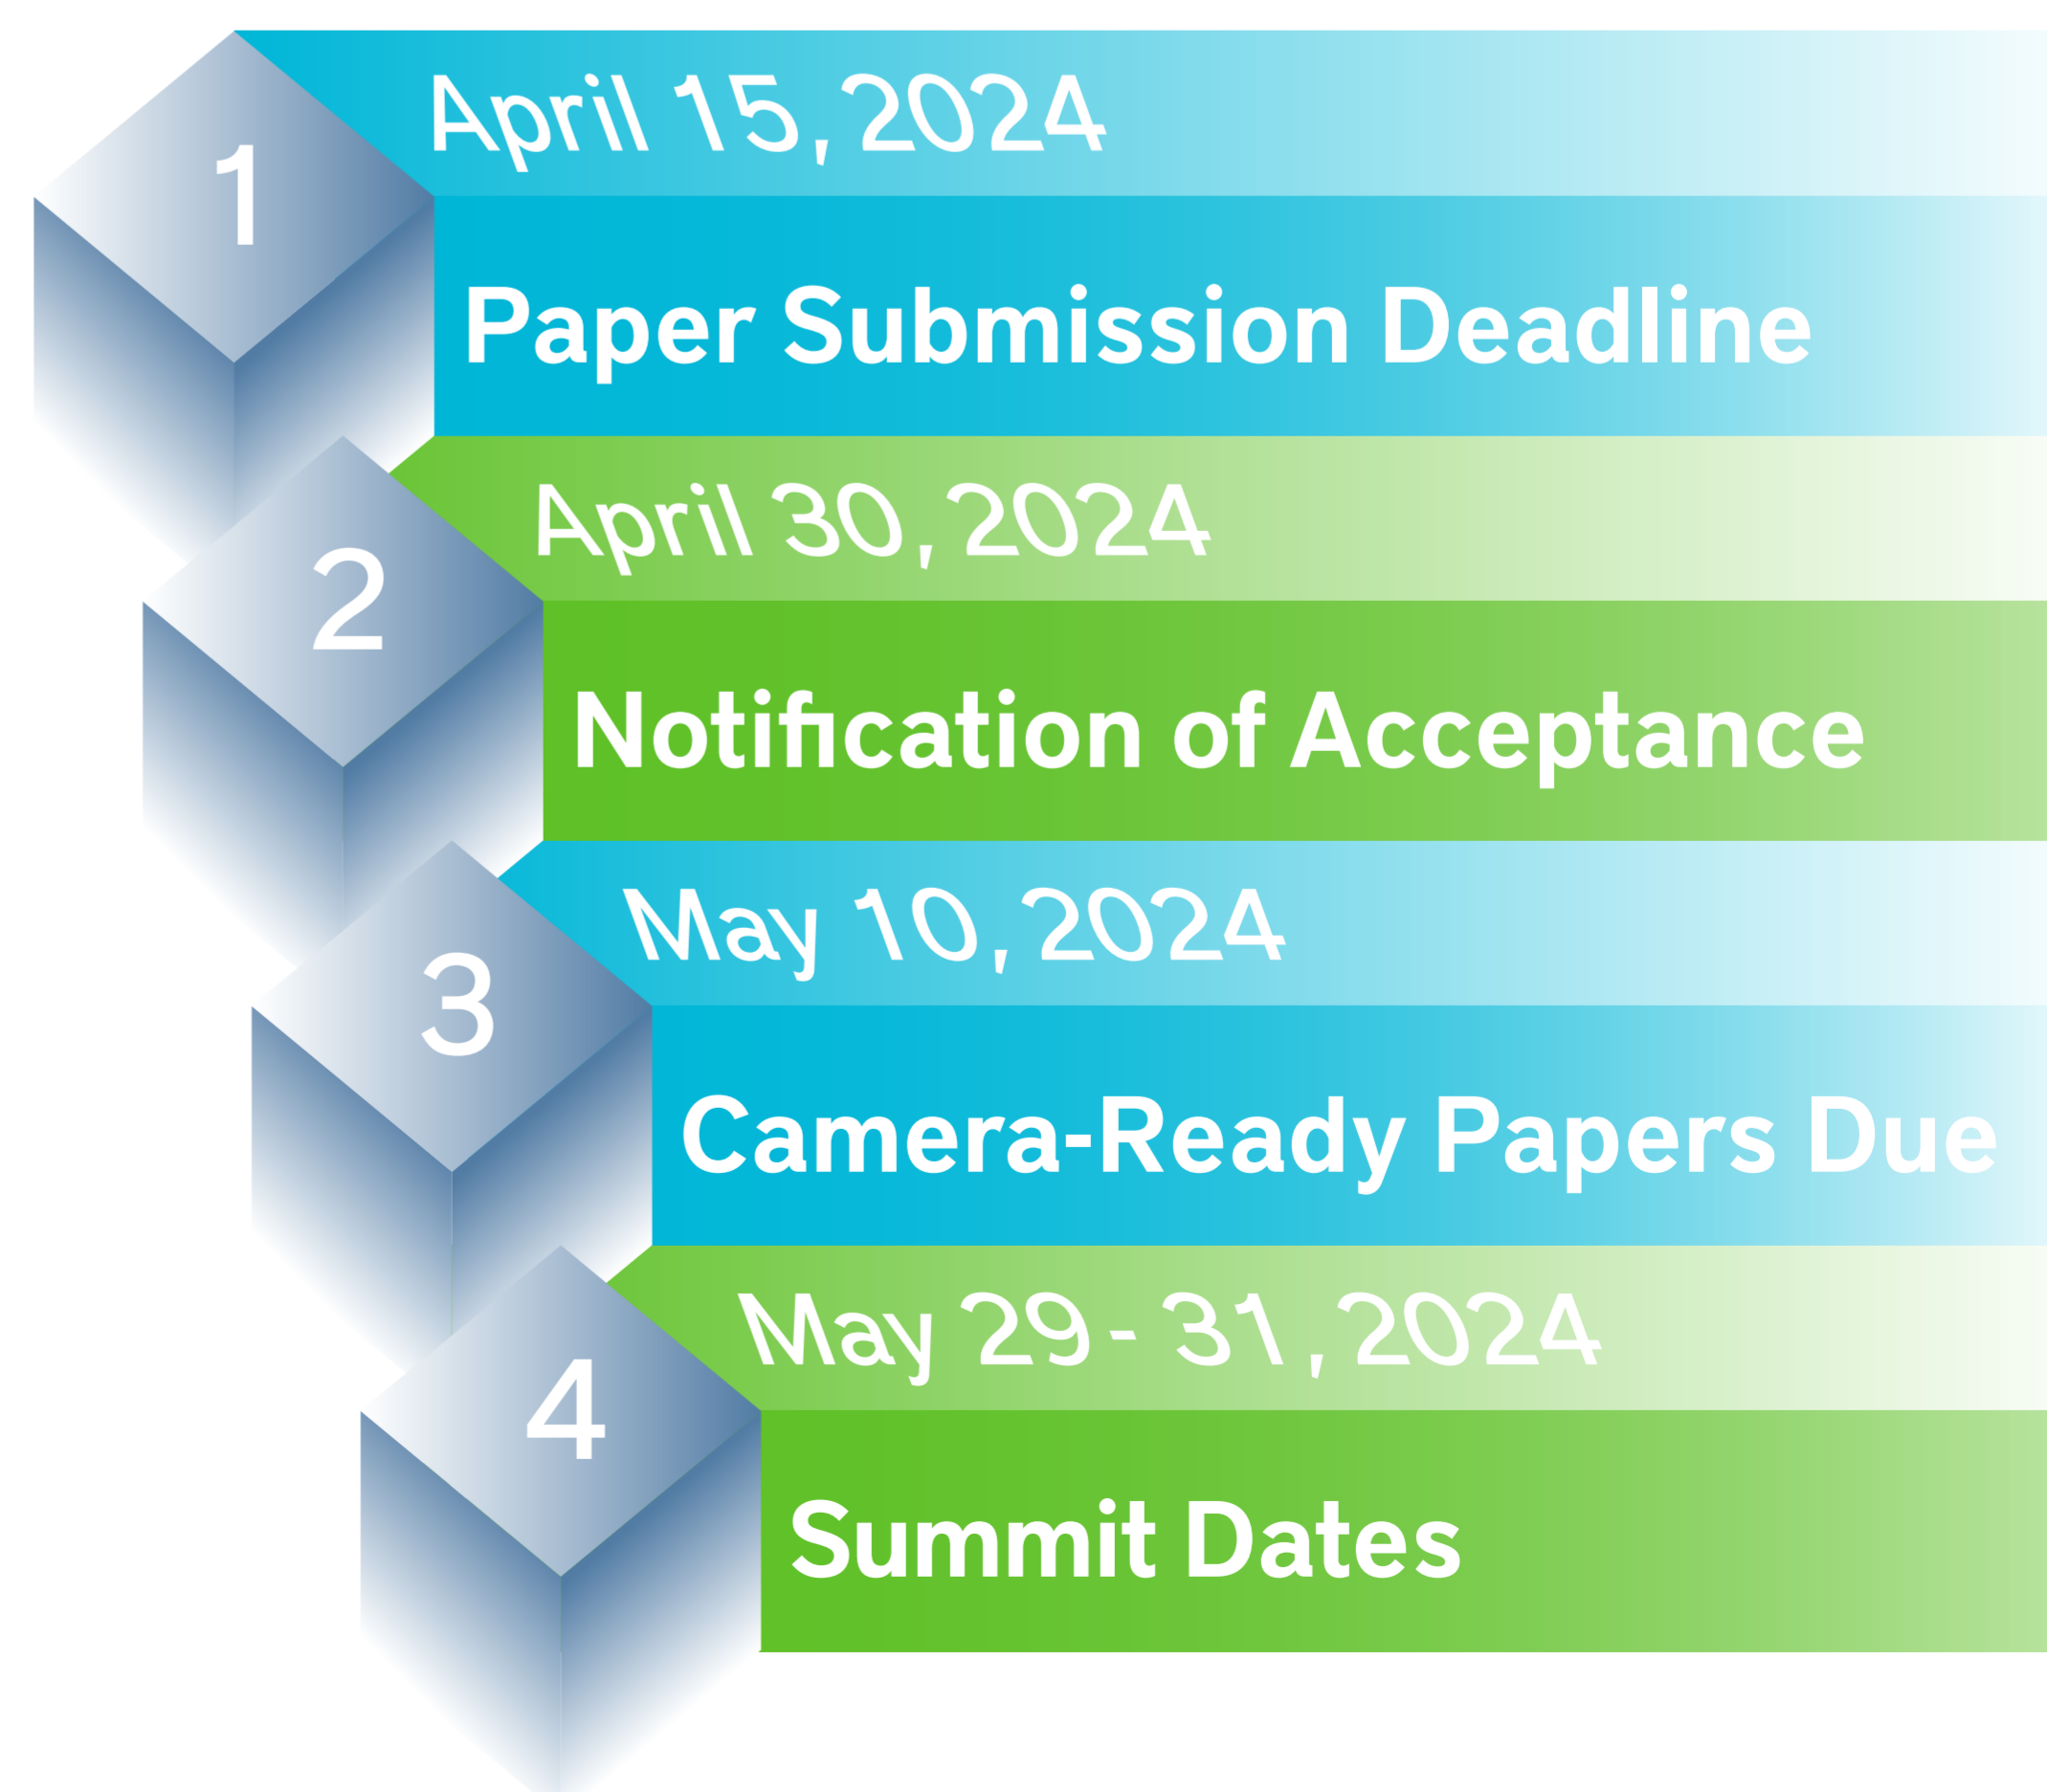 April 15, 2024
1
Paper Submission Deadline
April 30, 2024
2
Notification of Acceptance
May 10, 2024
3
Camera-Ready Papers Due
May 29 - 31, 2024
4
Summit Dates